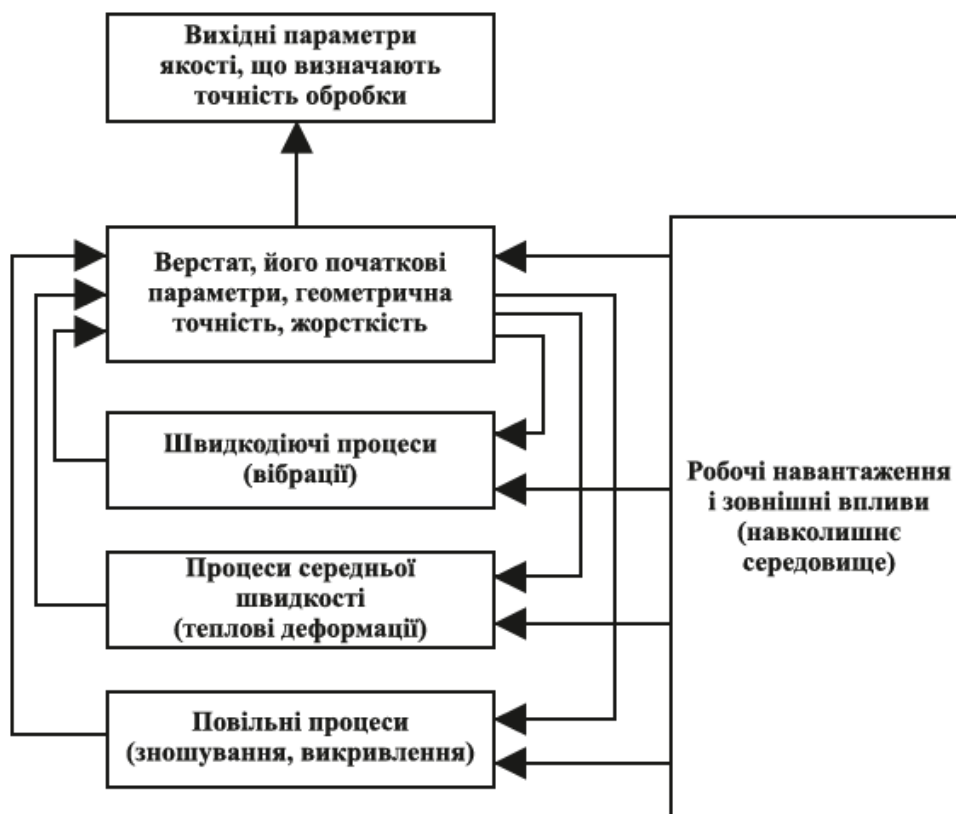 Вихідні параметри
якості, що визначають
точність обробки
Верстат, його початкові
параметри, геометрична
точність, жорсткість
Швидкодіючі процеси
(вібрації)
Процеси середньої
швидкості
(теплові деформації)
Повільні процеси
(зношування, викривлення)
Робочі навантаження
і зовнішні впливи
(навколишнє
середовище)